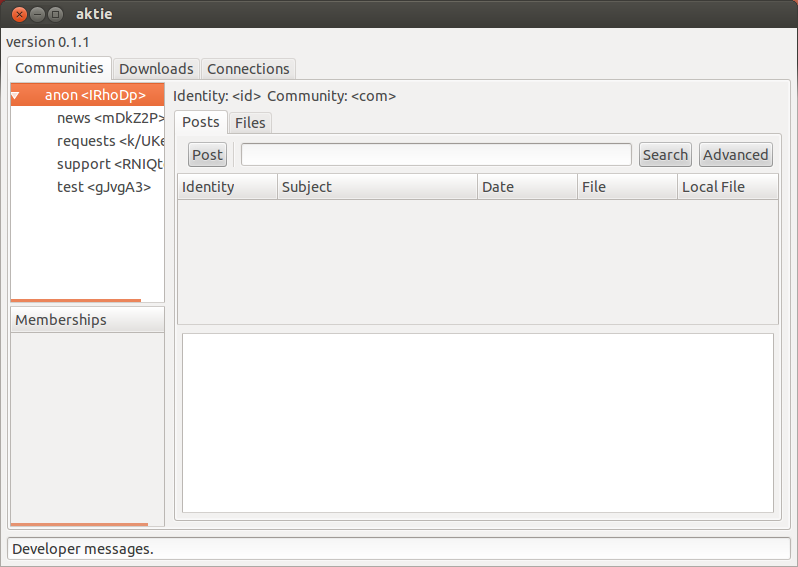 aktie
version 0.1.1
Communities Downloads Connections
anon <IRhoDp>
news <mDkZ2P>
requests <k/UKe
support <RNIQt
test <gJvgA3>
Memberships
Identity: <id> Community: <com>
Posts Files
Post Search Advanced
Identity Subject Date File Local File
Developer messages.